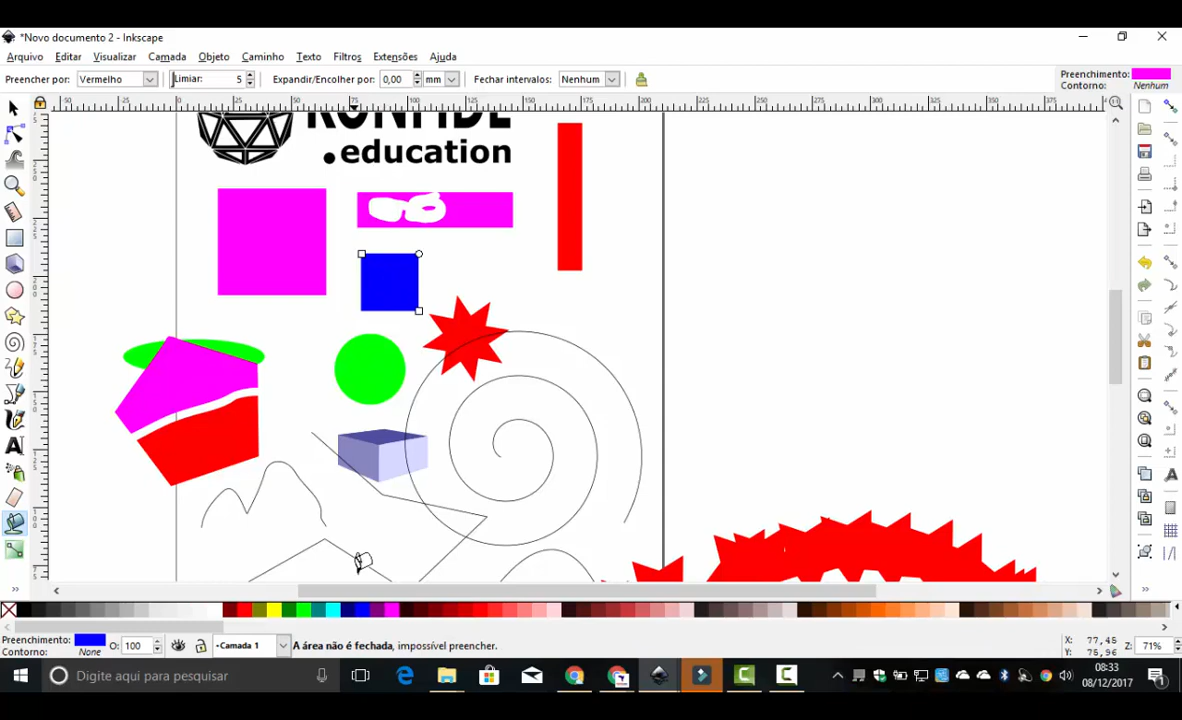 *Novo documento 2 - Inkscape
Arquivo Editar Visualizar Camada Objeto Caminho Texto Filtros Extensões Ajuda
Preencher por: Vermelho Limiar: 5 Expandir/Encolher por: 0,00 mm Fechar intervalos: Nenhum
Preenchimento:
Contorno: Nenhum
.education
Preenchimento: O: 100 Camada 1 A área não é fechada, impossível preencher.
Contorno: None
X: 77,45
Y: 75,96
Z: 71%
Digite aqui para pesquisar
08:33
08/12/2017